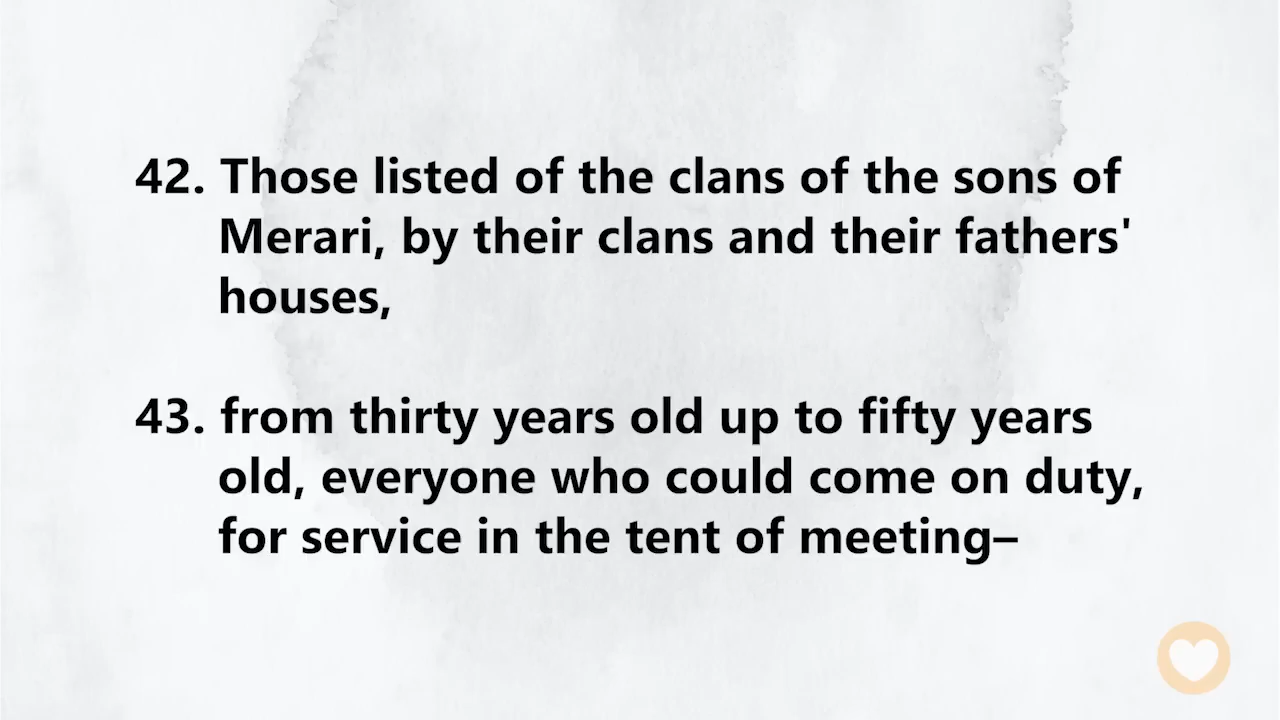 42. Those listed of the clans of the sons of
Merari, by their clans and their fathers'
houses,
43. from thirty years old up to fifty years
old, everyone who could come on duty,
for service in the tent of meeting–